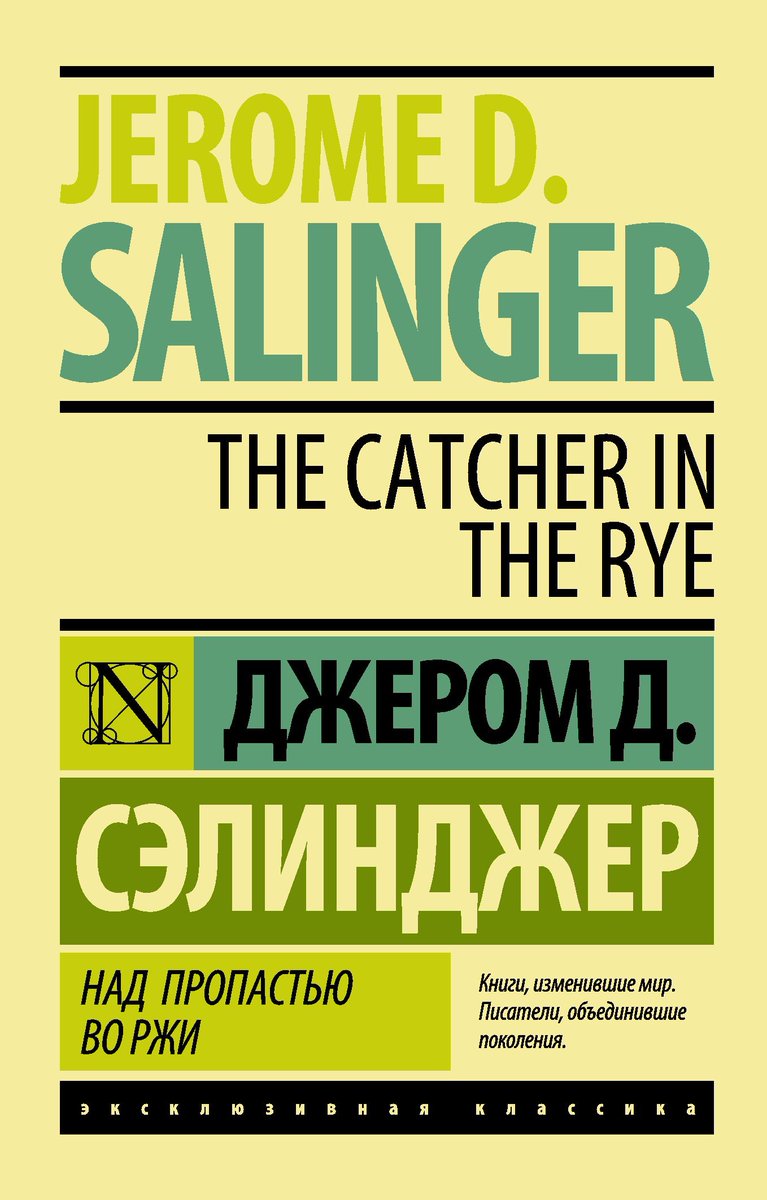 JEROME D.
SALINGER
THE CATCHER IN
THE RYE
N
ДЖЕРОМ Д.
СЭЛИНДЖЕР
НАД ПРОПАСТЬЮ
ВО РЖИ
Книги, изменившие мир.
Писатели, объединившие
поколения.
эксклюзивная классика